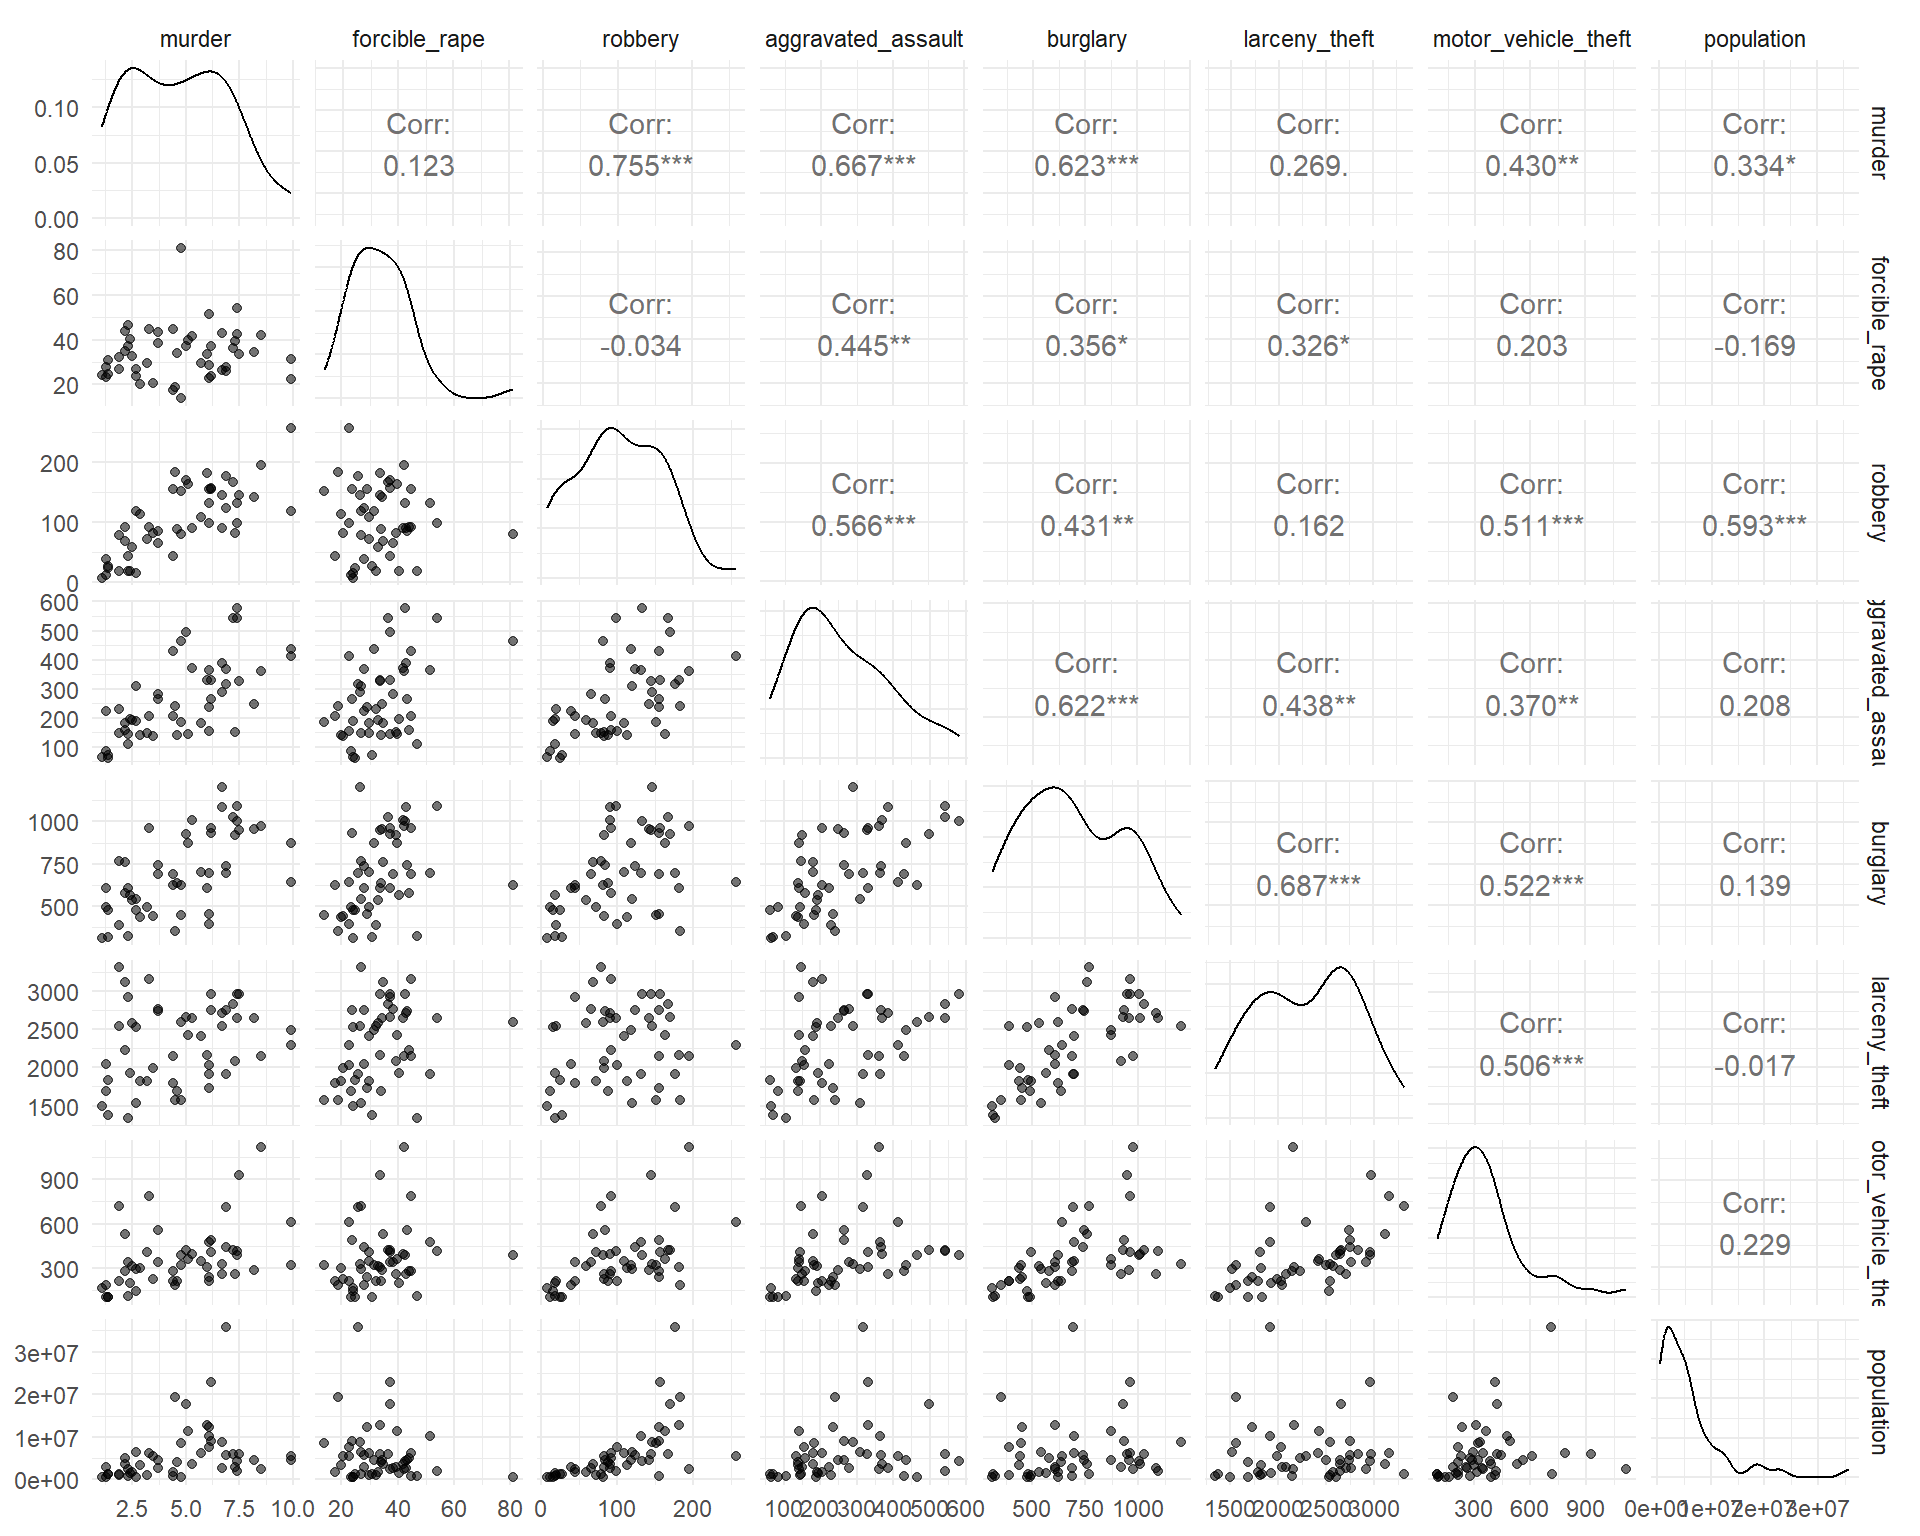 murder forcible_rape robbery aggravated_assault burglary larceny_theft motor_vehicle_theft population
0.10
0.05
0.00
Corr:
0.123
Corr:
0.755***
Corr:
0.667***
Corr:
0.623***
Corr:
0.269.
Corr:
0.430**
Corr:
0.334*
murder
80
60
40
20
Corr:
-0.034
Corr:
0.445**
Corr:
0.356*
Corr:
0.326*
Corr:
0.203
Corr:
-0.169
forcible_rape
200
100
0
Corr:
0.566***
Corr:
0.431**
Corr:
0.162
Corr:
0.511***
Corr:
0.593***
robbery
600
500
400
300
200
100
Corr:
0.622***
Corr:
0.438**
Corr:
0.370**
Corr:
0.208
ggravated_assau
1000
750
500
Corr:
0.687***
Corr:
0.522***
Corr:
0.139
burglary
3000
2500
2000
1500
Corr:
0.506***
Corr:
-0.017
larceny_theft
900
600
300
Corr:
0.229
otor_vehicle_the
3e+07
2e+07
1e+07
0e+00
population
2.5 5.0 7.5 10.0 20 40 60 80 0 100 200 100 200 300 400 500 600 500 750 1000 1500 2000 2500 3000 300 600 900 0e+00 1e+07 2e+07 3e+07